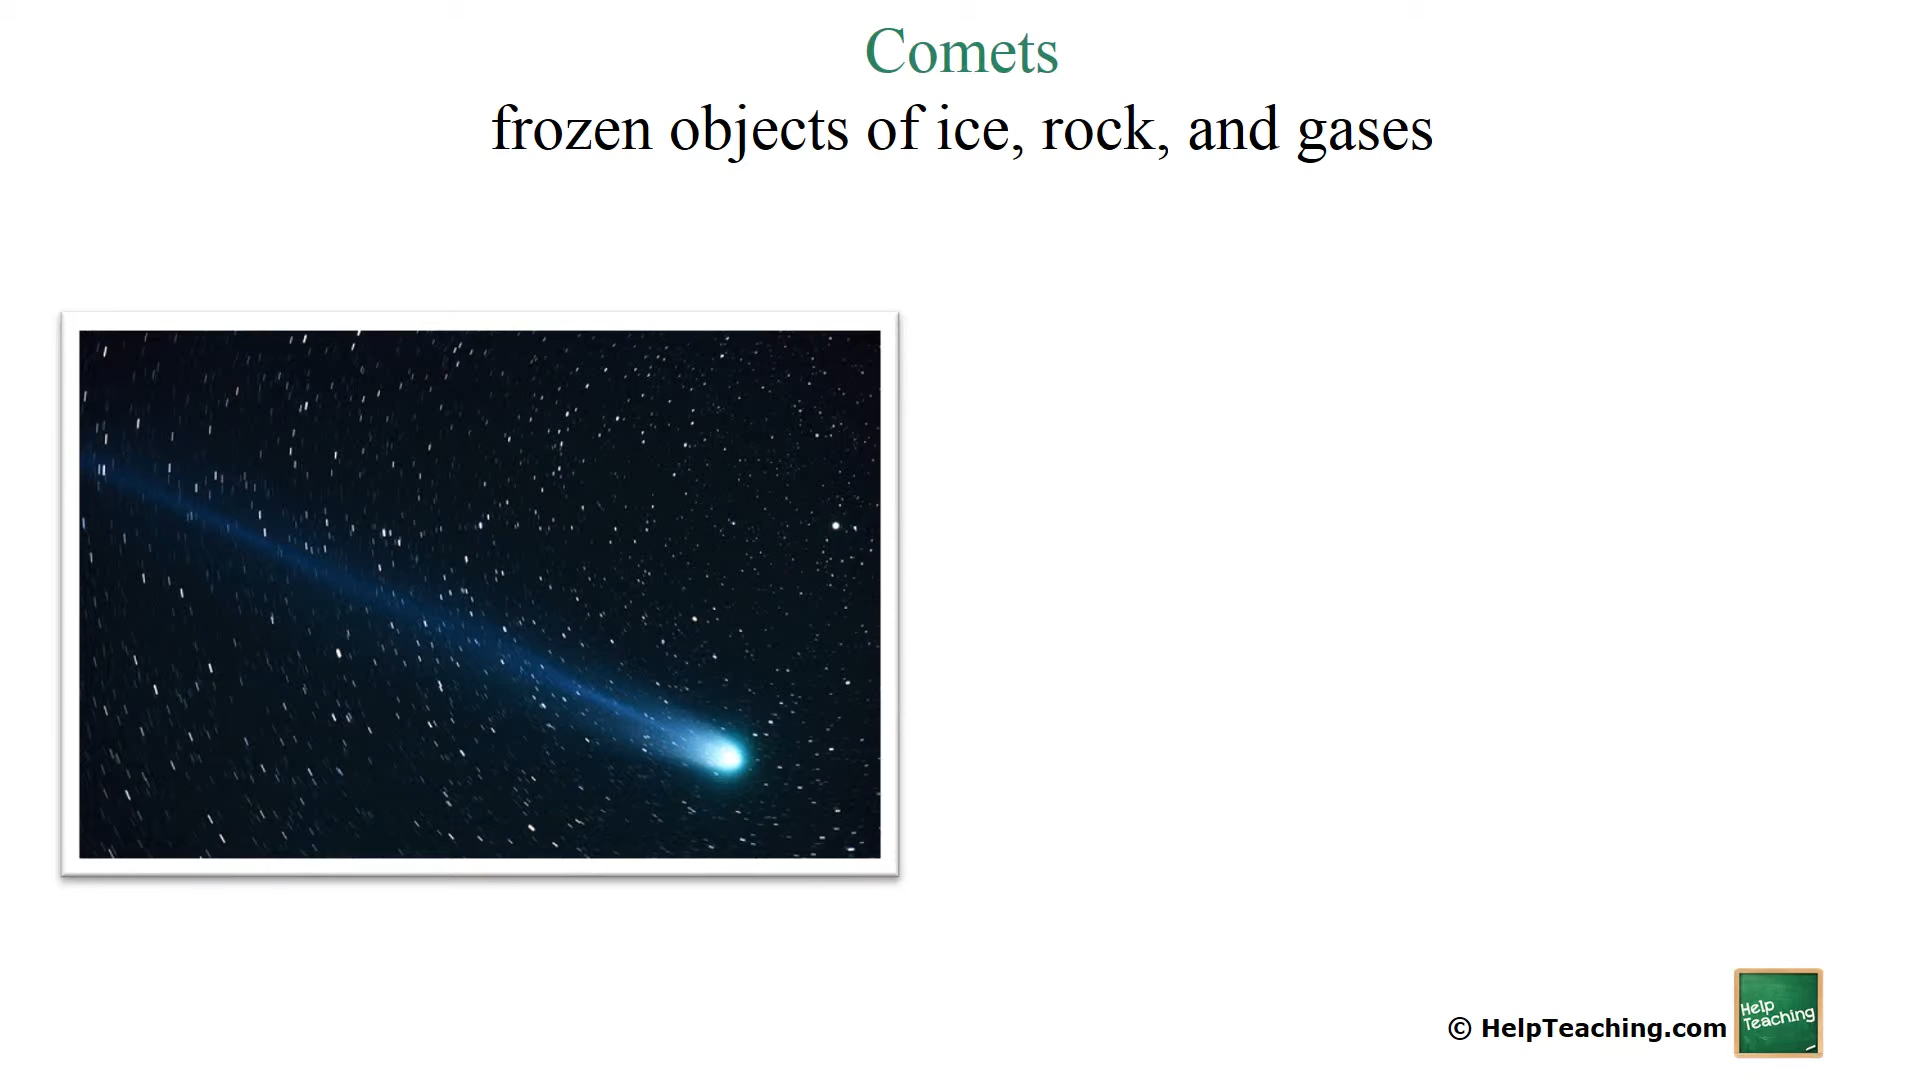 Comets
frozen objects of ice, rock, and gases
© HelpTeaching.com
Help
Teaching